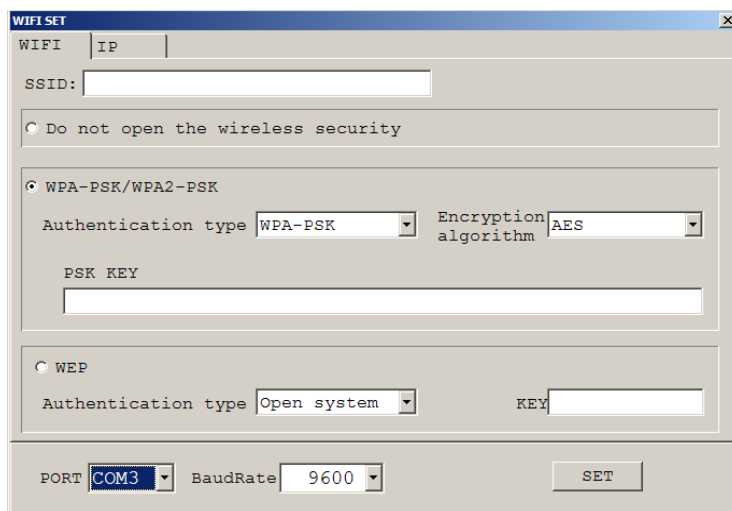 WIFI SET
WIFI IP
SSID:
Do not open the wireless security
WPA-PSK/WPA2-PSK
Authentication type WPA-PSK Encryption algorithm AES
PSK KEY
WEP
Authentication type Open system KEY
PORT COM3 BaudRate 9600 SET